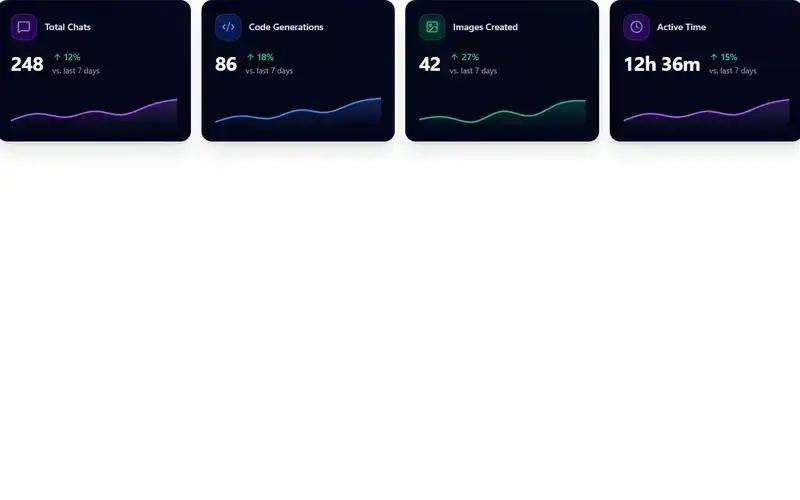 Total Chats
248
↑ 12%
vs. last 7 days
Code Generations
86
↑ 18%
vs. last 7 days
Images Created
42
↑ 27%
vs. last 7 days
Active Time
12h 36m
↑ 15%
vs. last 7 days